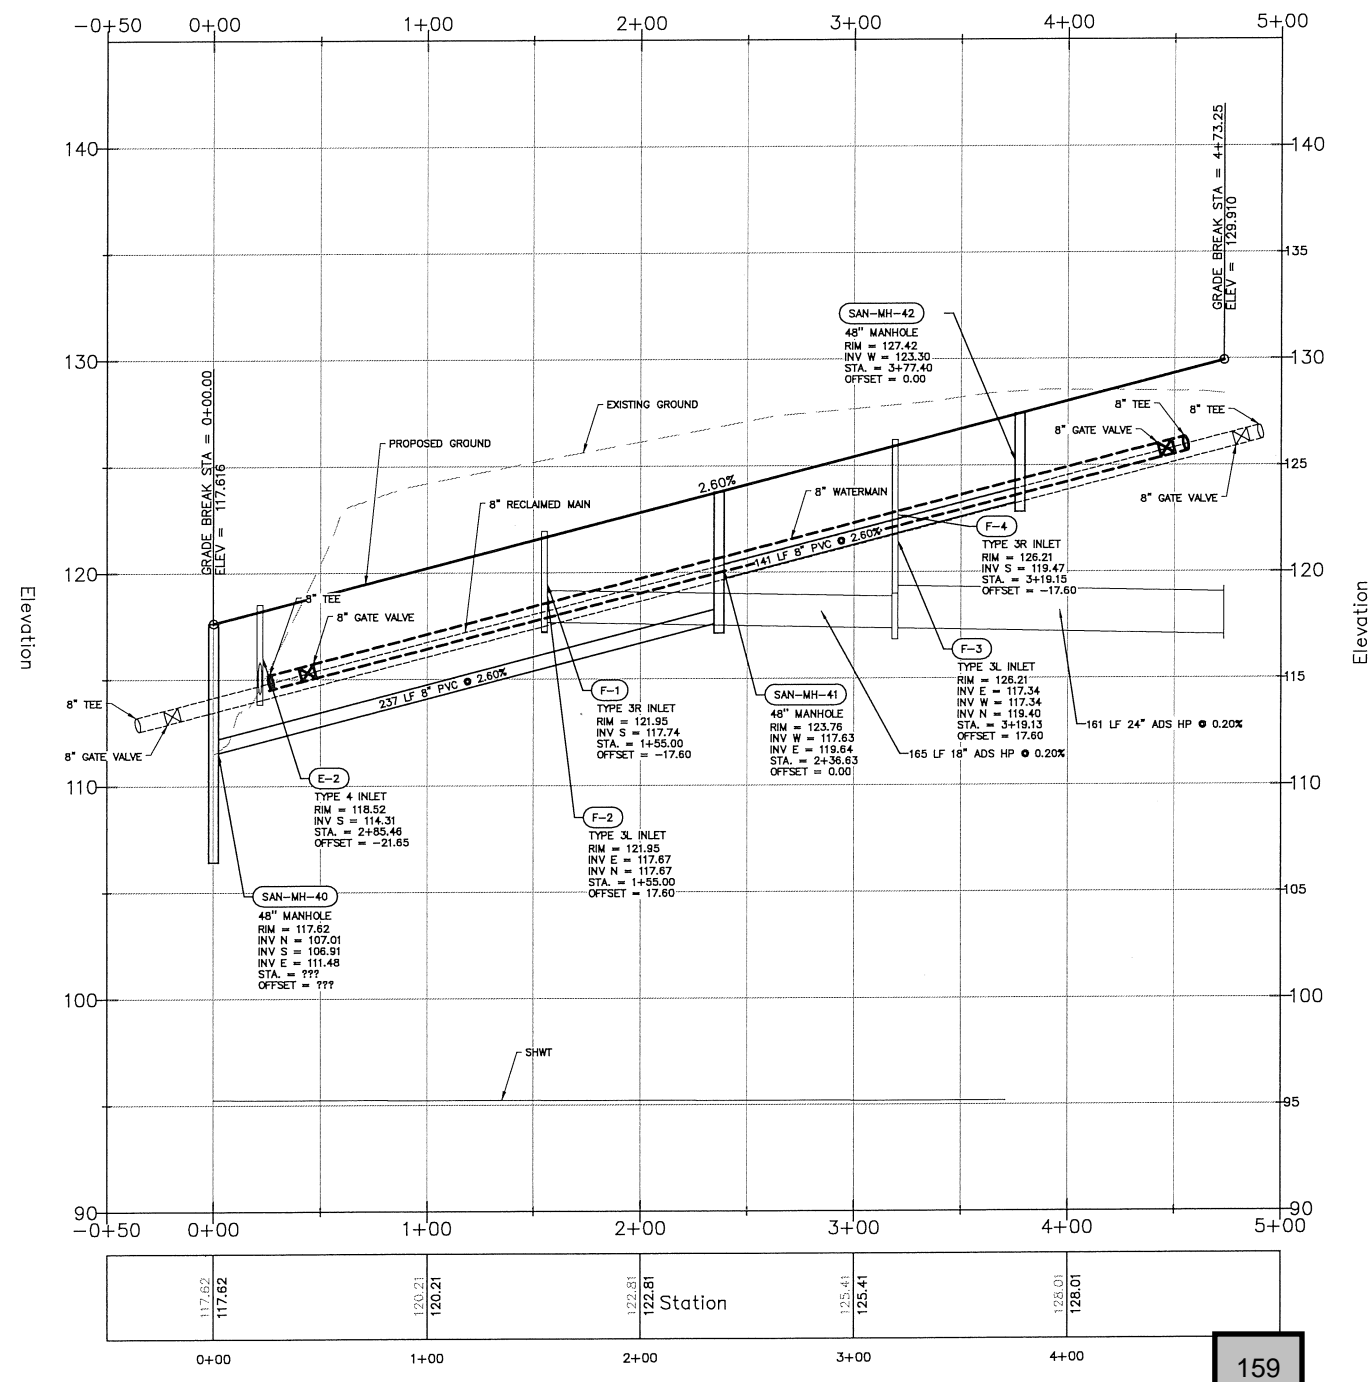 -0+50 0+00 1+00 2+00 3+00 4+00 5+00
140 140
GRADE BREAK STA = 4+73.25
ELEV = 129.910
135
SAN-MH-42
48" MANHOLE
RIM = 127.42
INV W = 123.30
STA. = 3+77.40
OFFSET = 0.00
130 130
GRADE BREAK STA = 0+00.00
ELEV = 117.616
EXISTING GROUND
8" TEE
8" TEE
8" GATE VALVE
PROPOSED GROUND
125
2.60%
8" WATERMAIN
8" RECLAIMED MAIN
8" GATE VALVE
F-4
TYPE 3R INLET
RIM = 126.21
INV S = 119.47
STA. = 3+19.15
OFFSET = -17.60
141 LF 8" PVC @ 2.60%
120 120
Elevation
Elevation
8" TEE
8" GATE VALVE
F-3
TYPE 3L INLET
RIM = 126.21
INV E = 117.34
INV W = 117.34
INV N = 119.40
STA. = 3+19.13
OFFSET = 17.60
115
237 LF 8" PVC @ 2.60%
8" TEE
8" GATE VALVE
F-1
TYPE 3R INLET
RIM = 121.95
INV S = 117.74
STA. = 1+55.00
OFFSET = -17.60
SAN-MH-41
48" MANHOLE
RIM = 123.76
INV W = 117.63
INV E = 119.64
STA. = 2+36.63
OFFSET = 0.00
161 LF 24" ADS HP @ 0.20%
165 LF 18" ADS HP @ 0.20%
110 110
E-2
TYPE 4 INLET
RIM = 118.52
INV S = 114.31
STA. = 2+85.46
OFFSET = -21.65
F-2
TYPE 3L INLET
RIM = 121.95
INV E = 117.67
INV N = 117.67
STA. = 1+55.00
OFFSET = 17.60
105
SAN-MH-40
48" MANHOLE
RIM = 117.62
INV N = 107.01
INV S = 106.91
INV E = 111.48
STA. = ???
OFFSET = ???
100 100
SHWT
95
90 90
-0+50 0+00 1+00 2+00 3+00 4+00 5+00
117.62
117.62
120.21
120.21
122.81
122.81
Station
125.41
125.41
128.01
128.01
0+00 1+00 2+00 3+00 4+00
159